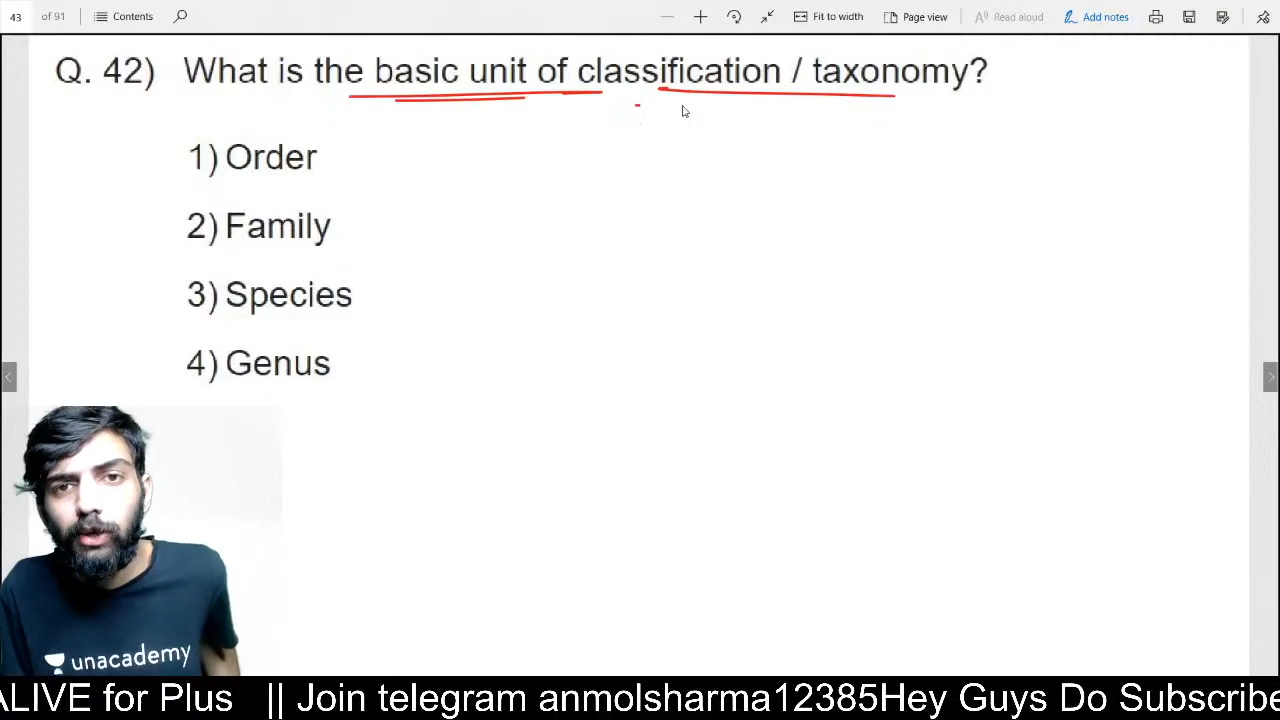 43 of 91 Contents Fit to width Page view Read aloud Add notes
Q. 42) What is the basic unit of classification / taxonomy?
1) Order
2) Family
3) Species
4) Genus
unacademy
ALIVE for Plus || Join telegram anmolsharma12385Hey Guys Do Subscribe